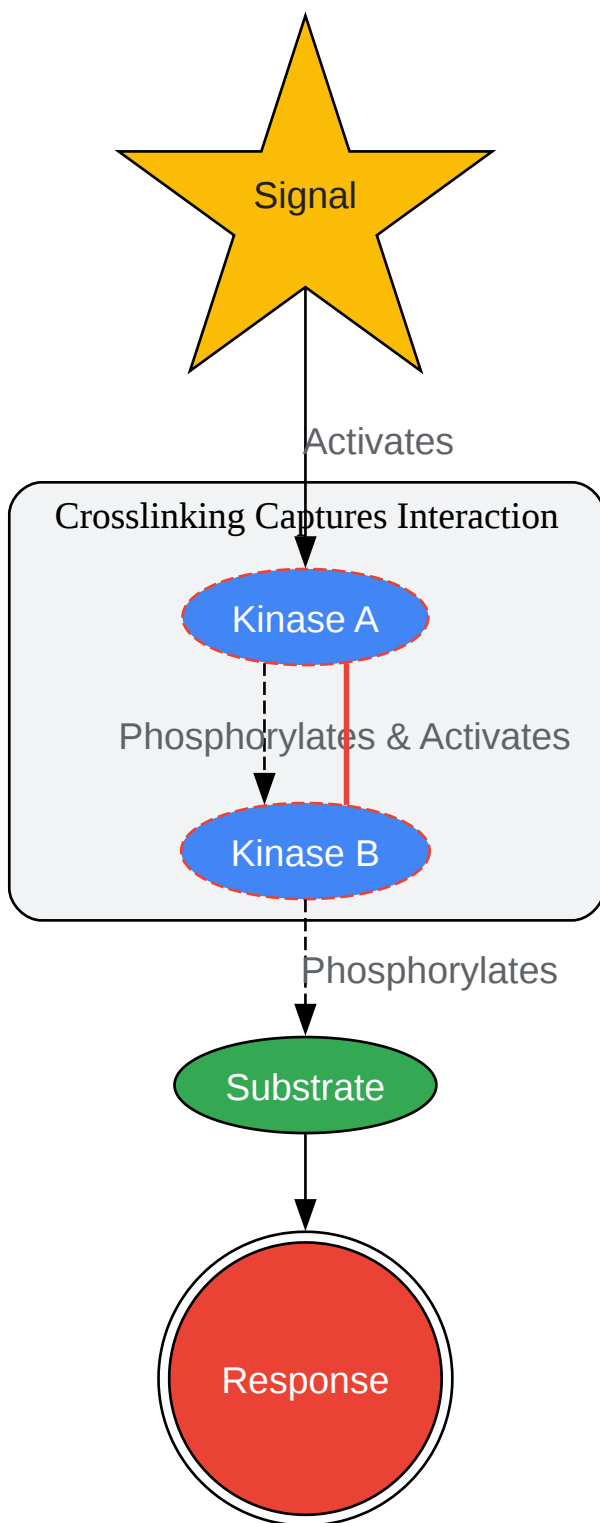 Signal
Activates
Crosslinking Captures Interaction
Kinase A
Phosphorylates & Activates
Kinase B
Phosphorylates
Substrate
Response